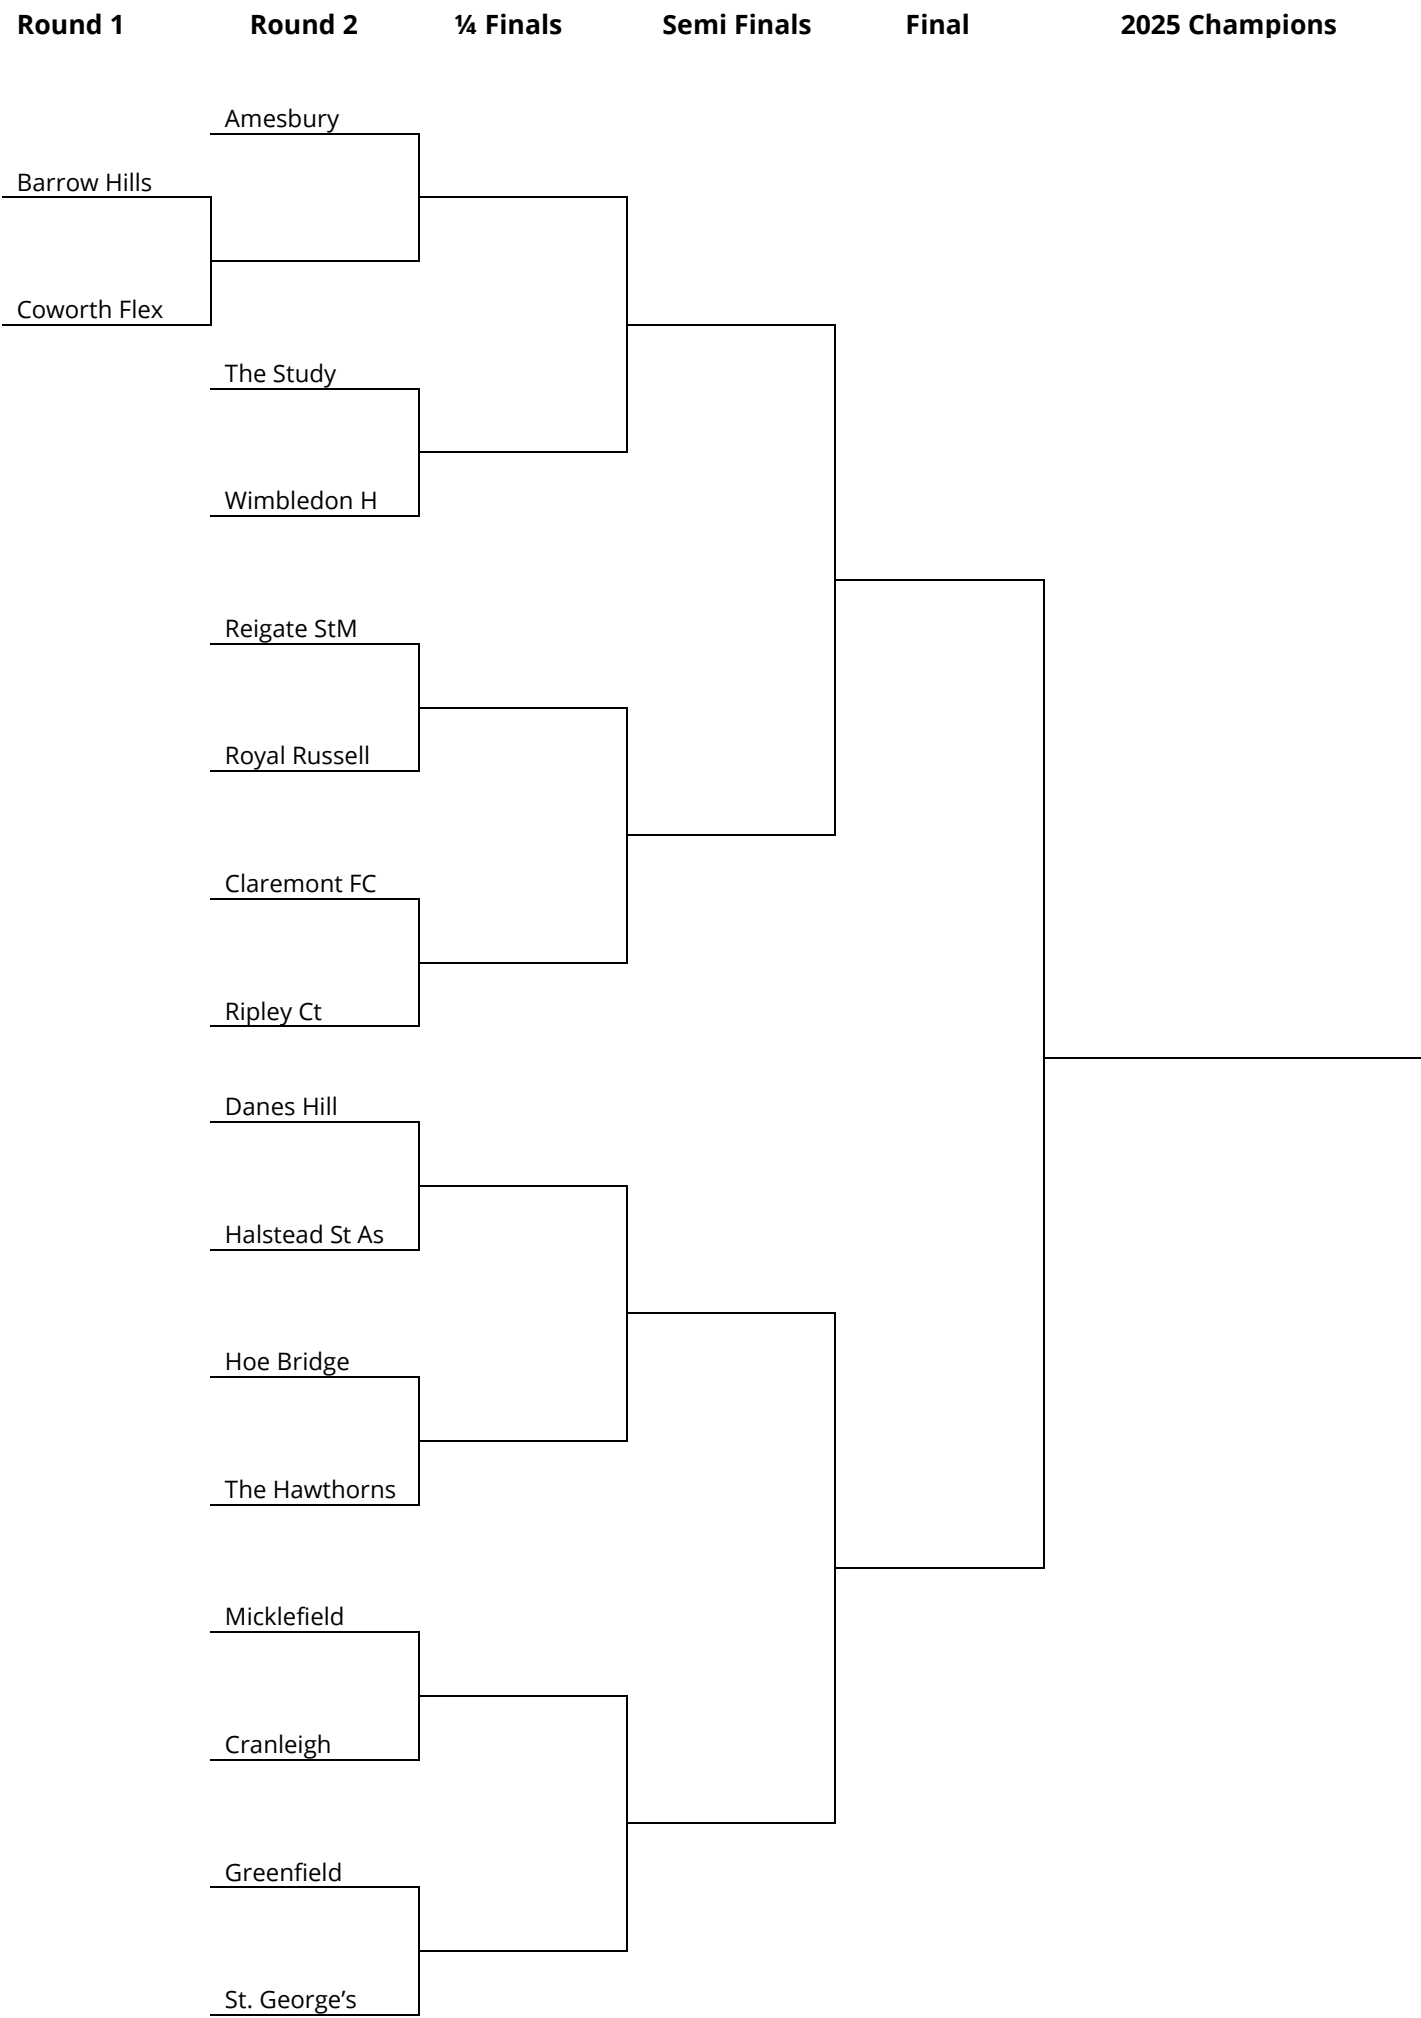 Round 1 Round 2 ¼ Finals Semi Finals Final 2025 Champions
Amesbury
Barrow Hills
Coworth Flex
The Study
Wimbledon H
Reigate StM
Royal Russell
Claremont FC
Ripley Ct
Danes Hill
Halstead St As
Hoe Bridge
The Hawthorns
Micklefield
Cranleigh
Greenfield
St. George’s